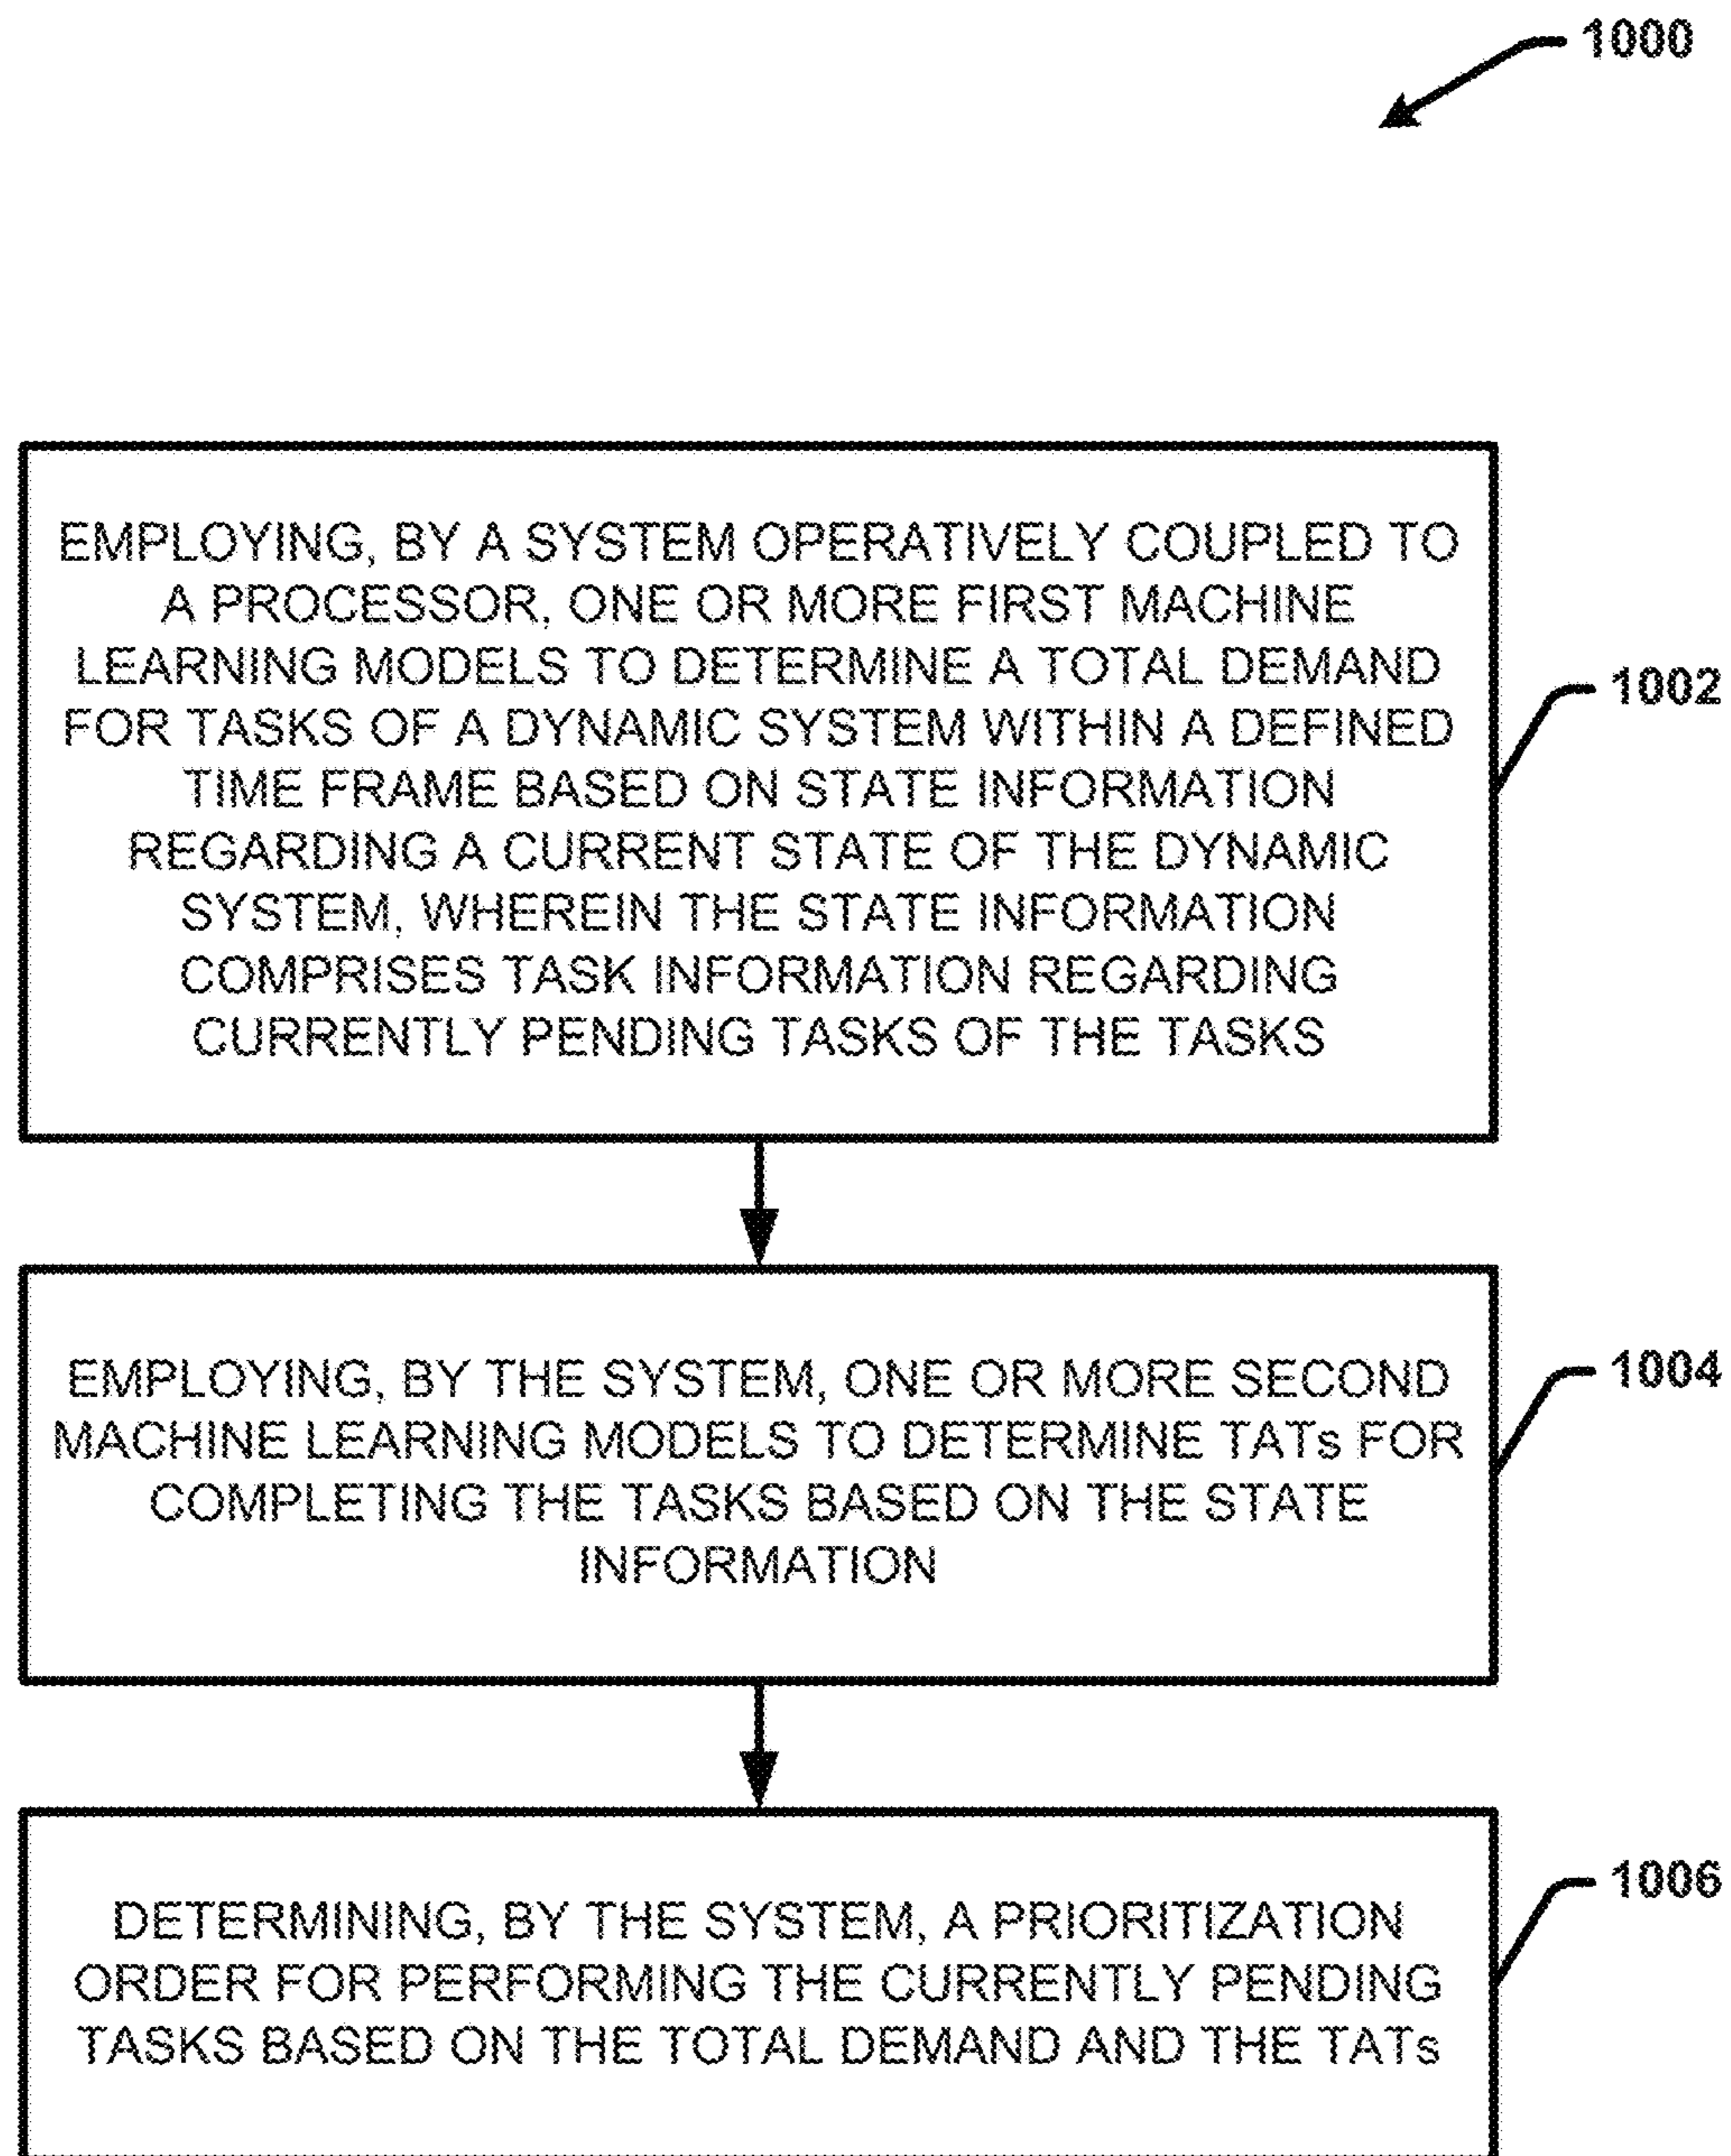 1000
EMPLOYING, BY A SYSTEM OPERATIVELY COUPLED TO
A PROCESSOR, ONE OR MORE FIRST MACHINE
LEARNING MODELS TO DETERMINE A TOTAL DEMAND
FOR TASKS OF A DYNAMIC SYSTEM WITHIN A DEFINED
TIME FRAME BASED ON STATE INFORMATION
REGARDING A CURRENT STATE OF THE DYNAMIC
SYSTEM, WHEREIN THE STATE INFORMATION
COMPRISES TASK INFORMATION REGARDING
CURRENTLY PENDING TASKS OF THE TASKS
1002
EMPLOYING, BY THE SYSTEM, ONE OR MORE SECOND
MACHINE LEARNING MODELS TO DETERMINE TATs FOR
COMPLETING THE TASKS BASED ON THE STATE
INFORMATION
1004
DETERMINING, BY THE SYSTEM, A PRIORITIZATION
ORDER FOR PERFORMING THE CURRENTLY PENDING
TASKS BASED ON THE TOTAL DEMAND AND THE TATs
1006